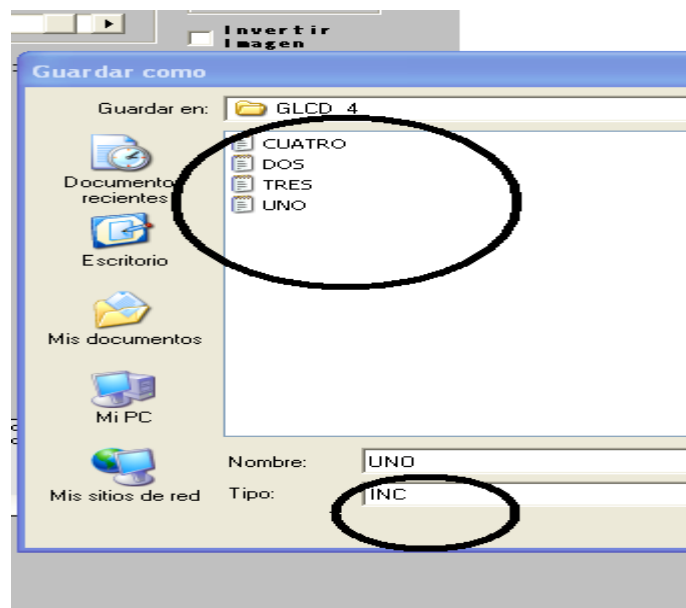 Invertir
Imagen
Guardar como
Guardar en:
GLCD_4
CUATRO
DOS
TRES
UNO
Documentos
recientes
Escritorio
Mis documentos
Mi PC
Mis sitios de red
Nombre:
UNO
Tipo:
INC